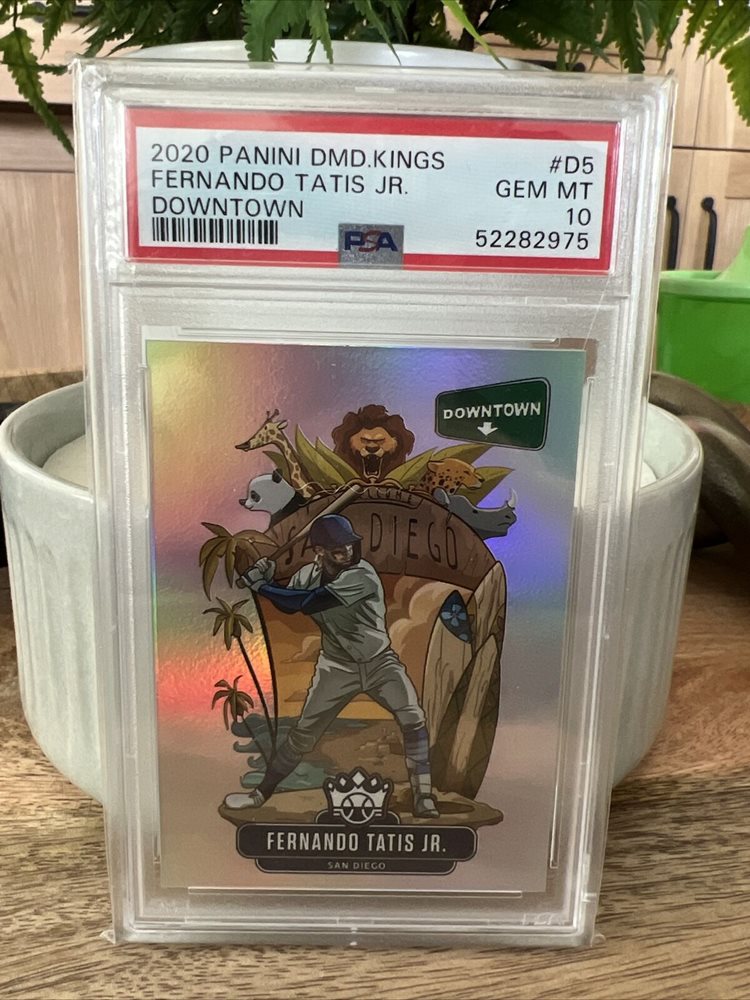 2020 PANINI DMD.KINGS #D5
FERNANDO TATIS JR. GEM MT
DOWNTOWN 10
PSA 52282975
DOWNTOWN
SAN DIEGO
FERNANDO TATIS JR.
SAN DIEGO